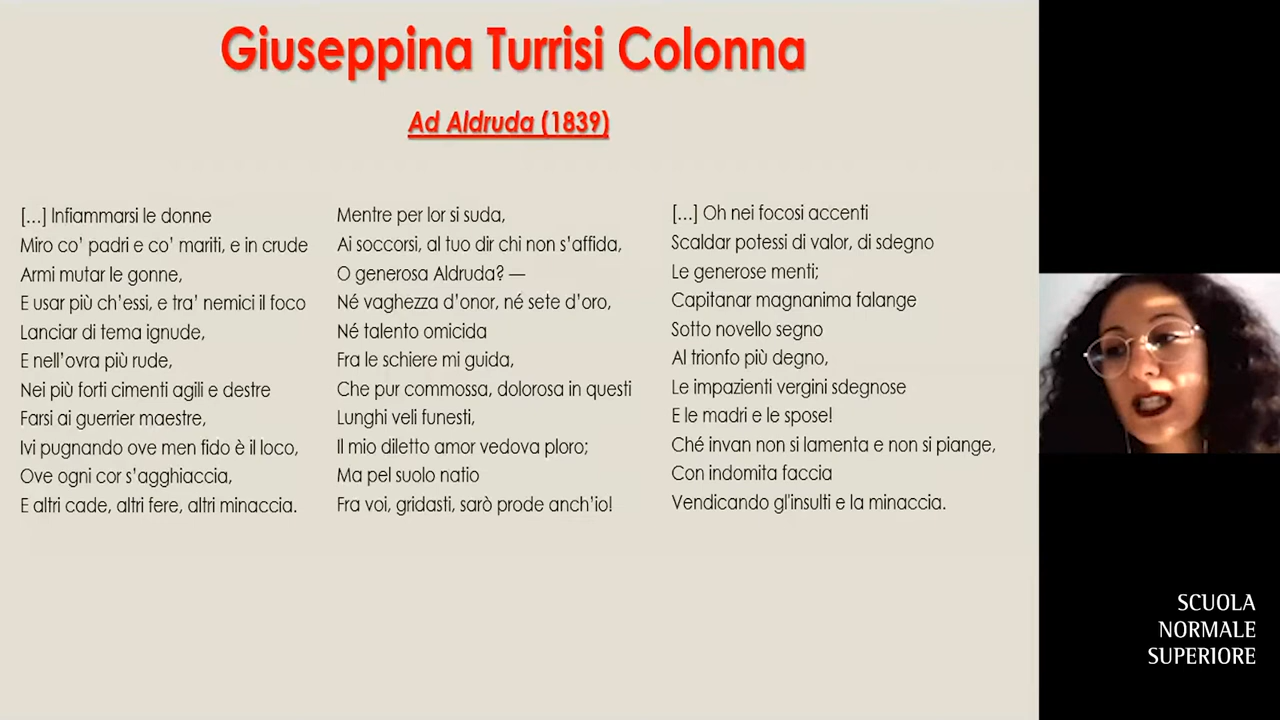 Giuseppina Turrisi Colonna
Ad Aldruda (1839)
[...] Infiammarsi le donne
Miro co' padri e co' mariti, e in crude
Armi mutar le gonne,
E usar più ch'essi, e tra' nemici il foco
Lanciar di tema ignude,
E nell'ovra più rude,
Nei più forti cimenti agili e destre
Farsi ai guerrier maestre,
Ivi pugnando ove men fido è il loco,
Ove ogni cor s'agghiaccia,
E altri cade, altri fere, altri minaccia.
Mentre per lor si suda,
Ai soccorsi, al tuo dir chi non s'affida,
O generosa Aldruda? —
Né vaghezza d'onor, né sete d'oro,
Né talento omicida
Fra le schiere mi guida,
Che pur commossa, dolorosa in questi
Lunghi veli funesti,
Il mio diletto amor vedova ploro;
Ma pel suolo natio
Fra voi, gridasti, sarò prode anch'io!
[...] Oh nei focosi accenti
Scaldar potessi di valor, di sdegno
Le generose menti;
Capitanar magnanima falange
Sotto novello segno
Al trionfo più degno,
Le impazienti vergini sdegnose
E le madri e le spose!
Ché invan non si lamenta e non si piange,
Con indomita faccia
Vendicando gl'insulti e la minaccia.
SCUOLA
NORMALE
SUPERIORE